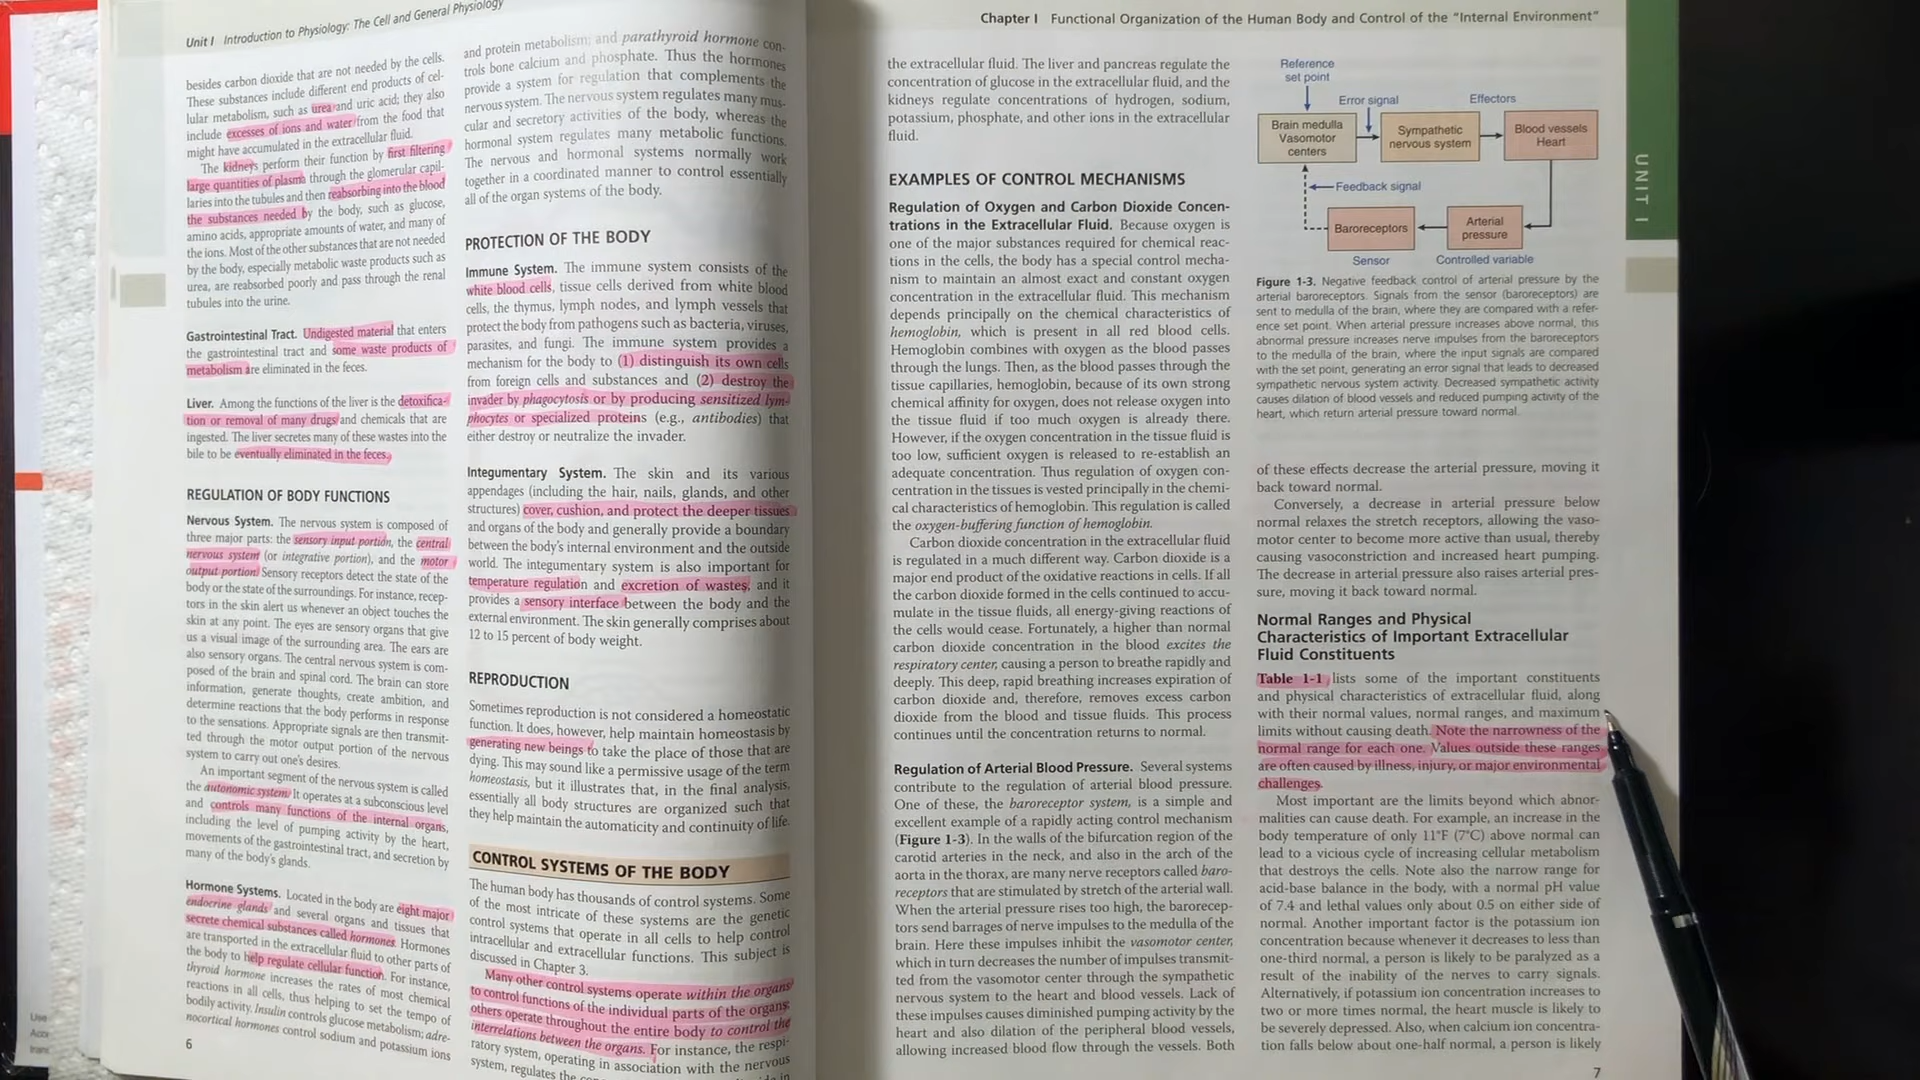 Unit I Introduction to Physiology: The Cell and General Physiology
besides carbon dioxide that are not needed by the cells.
These substances include different end products of cel-
lular metabolism, such as urea and uric acid; they also
include excesses of ions and water from the food that
might have accumulated in the extracellular fluid.
The kidneys perform their function by first filtering
large quantities of plasma through the glomerular capil-
laries into the tubules and then reabsorbing into the blood
the substances needed by the body, such as glucose,
amino acids, appropriate amounts of water, and many of
the ions. Most of the other substances that are not needed
by the body, especially metabolic waste products such as
urea, are reabsorbed poorly and pass through the renal
tubules into the urine.
Gastrointestinal Tract. Undigested material that enters
the gastrointestinal tract and some waste products of
metabolism are eliminated in the feces.
Liver. Among the functions of the liver is the detoxifica-
tion or removal of many drugs and chemicals that are
ingested. The liver secretes many of these wastes into the
bile to be eventually eliminated in the feces.
REGULATION OF BODY FUNCTIONS
Nervous System. The nervous system is composed of
three major parts: the sensory input portion, the central
nervous system (or integrative portion), and the motor
output portion. Sensory receptors detect the state of the
body or the state of the surroundings. For instance, recep-
tors in the skin alert us whenever an object touches the
skin at any point. The eyes are sensory organs that give
us a visual image of the surrounding area. The ears are
also sensory organs. The central nervous system is com-
posed of the brain and spinal cord. The brain can store
information, generate thoughts, create ambition, and
determine reactions that the body performs in response
to the sensations. Appropriate signals are then transmit-
ted through the motor output portion of the nervous
system to carry out one's desires.
An important segment of the nervous system is called
the autonomic system. It operates at a subconscious level
and controls many functions of the internal organs,
including the level of pumping activity by the heart,
movements of the gastrointestinal tract, and secretion by
many of the body's glands.
Hormone Systems. Located in the body are eight major
endocrine glands and several organs and tissues that
secrete chemical substances called hormones. Hormones
are transported in the extracellular fluid to other parts of
the body to help regulate cellular function. For instance,
thyroid hormone increases the rates of most chemical
reactions in all cells, thus helping to set the tempo of
bodily activity. Insulin controls glucose metabolism; adre-
nocortical hormones control sodium and potassium ions
6
and protein metabolism; and parathyroid hormone con-
trols bone calcium and phosphate. Thus the hormones
provide a system for regulation that complements the
nervous system. The nervous system regulates many mus-
cular and secretory activities of the body, whereas the
hormonal system regulates many metabolic functions.
The nervous and hormonal systems normally work
together in a coordinated manner to control essentially
all of the organ systems of the body.
PROTECTION OF THE BODY
Immune System. The immune system consists of the
white blood cells, tissue cells derived from white blood
cells, the thymus, lymph nodes, and lymph vessels that
protect the body from pathogens such as bacteria, viruses,
parasites, and fungi. The immune system provides a
mechanism for the body to (1) distinguish its own cells
from foreign cells and substances and (2) destroy the
invader by phagocytosis or by producing sensitized lym-
phocytes or specialized proteins (e.g., antibodies) that
either destroy or neutralize the invader.
Integumentary System. The skin and its various
appendages (including the hair, nails, glands, and other
structures) cover, cushion, and protect the deeper tissues
and organs of the body and generally provide a boundary
between the body's internal environment and the outside
world. The integumentary system is also important for
temperature regulation and excretion of wastes, and it
provides a sensory interface between the body and the
external environment. The skin generally comprises about
12 to 15 percent of body weight.
REPRODUCTION
Sometimes reproduction is not considered a homeostatic
function. It does, however, help maintain homeostasis by
generating new beings to take the place of those that are
dying. This may sound like a permissive usage of the term
homeostasis, but it illustrates that, in the final analysis,
essentially all body structures are organized such that
they help maintain the automaticity and continuity of life.
CONTROL SYSTEMS OF THE BODY
The human body has thousands of control systems. Some
of the most intricate of these systems are the genetic
control systems that operate in all cells to help control
intracellular and extracellular functions. This subject is
discussed in Chapter 3.
Many other control systems operate within the organs
to control functions of the individual parts of the organs;
others operate throughout the entire body to control the
interrelations between the organs. For instance, the respi-
ratory system, operating in association with the nervous
system, regulates the
Chapter I Functional Organization of the Human Body and Control of the "Internal Environment"
the extracellular fluid. The liver and pancreas regulate the
concentration of glucose in the extracellular fluid, and the
kidneys regulate concentrations of hydrogen, sodium,
potassium, phosphate, and other ions in the extracellular
fluid.
EXAMPLES OF CONTROL MECHANISMS
Regulation of Oxygen and Carbon Dioxide Concen-
trations in the Extracellular Fluid. Because oxygen is
one of the major substances required for chemical reac-
tions in the cells, the body has a special control mecha-
nism to maintain an almost exact and constant oxygen
concentration in the extracellular fluid. This mechanism
depends principally on the chemical characteristics of
hemoglobin, which is present in all red blood cells.
Hemoglobin combines with oxygen as the blood passes
through the lungs. Then, as the blood passes through the
tissue capillaries, hemoglobin, because of its own strong
chemical affinity for oxygen, does not release oxygen into
the tissue fluid if too much oxygen is already there.
However, if the oxygen concentration in the tissue fluid is
too low, sufficient oxygen is released to re-establish an
adequate concentration. Thus regulation of oxygen con-
centration in the tissues is vested principally in the chemi-
cal characteristics of hemoglobin. This regulation is called
the oxygen-buffering function of hemoglobin.
Carbon dioxide concentration in the extracellular fluid
is regulated in a much different way. Carbon dioxide is a
major end product of the oxidative reactions in cells. If all
the carbon dioxide formed in the cells continued to accu-
mulate in the tissue fluids, all energy-giving reactions of
the cells would cease. Fortunately, a higher than normal
carbon dioxide concentration in the blood excites the
respiratory center, causing a person to breathe rapidly and
deeply. This deep, rapid breathing increases expiration of
carbon dioxide and, therefore, removes excess carbon
dioxide from the blood and tissue fluids. This process
continues until the concentration returns to normal.
Regulation of Arterial Blood Pressure. Several systems
contribute to the regulation of arterial blood pressure.
One of these, the baroreceptor system, is a simple and
excellent example of a rapidly acting control mechanism
(Figure 1-3). In the walls of the bifurcation region of the
carotid arteries in the neck, and also in the arch of the
aorta in the thorax, are many nerve receptors called baro-
receptors that are stimulated by stretch of the arterial wall.
When the arterial pressure rises too high, the barorecep-
tors send barrages of nerve impulses to the medulla of the
brain. Here these impulses inhibit the vasomotor center,
which in turn decreases the number of impulses transmit-
ted from the vasomotor center through the sympathetic
nervous system to the heart and blood vessels. Lack of
these impulses causes diminished pumping activity by the
heart and also dilation of the peripheral blood vessels,
allowing increased blood flow through the vessels. Both
Reference
set point
Error signal
Effectors
Brain medulla
Vasomotor
centers
Sympathetic
nervous system
Blood vessels
Heart
Feedback signal
Baroreceptors
Arterial
pressure
Sensor
Controlled variable
Figure 1-3. Negative feedback control of arterial pressure by the
arterial baroreceptors. Signals from the sensor (baroreceptors) are
sent to medulla of the brain, where they are compared with a refer-
ence set point. When arterial pressure increases above normal, this
abnormal pressure increases nerve impulses from the baroreceptors
to the medulla of the brain, where the input signals are compared
with the set point, generating an error signal that leads to decreased
sympathetic nervous system activity. Decreased sympathetic activity
causes dilation of blood vessels and reduced pumping activity of the
heart, which return arterial pressure toward normal.
of these effects decrease the arterial pressure, moving it
back toward normal.
Conversely, a decrease in arterial pressure below
normal relaxes the stretch receptors, allowing the vaso-
motor center to become more active than usual, thereby
causing vasoconstriction and increased heart pumping.
The decrease in arterial pressure also raises arterial pres-
sure, moving it back toward normal.
Normal Ranges and Physical
Characteristics of Important Extracellular
Fluid Constituents
Table 1-1 lists some of the important constituents
and physical characteristics of extracellular fluid, along
with their normal values, normal ranges, and maximum
limits without causing death. Note the narrowness of the
normal range for each one. Values outside these ranges
are often caused by illness, injury, or major environmental
challenges.
Most important are the limits beyond which abnor-
malities can cause death. For example, an increase in the
body temperature of only 11°F (7°C) above normal can
lead to a vicious cycle of increasing cellular metabolism
that destroys the cells. Note also the narrow range for
acid-base balance in the body, with a normal pH value
of 7.4 and lethal values only about 0.5 on either side of
normal. Another important factor is the potassium ion
concentration because whenever it decreases to less than
one-third normal, a person is likely to be paralyzed as a
result of the inability of the nerves to carry signals.
Alternatively, if potassium ion concentration increases to
two or more times normal, the heart muscle is likely to
be severely depressed. Also, when calcium ion concentra-
tion falls below about one-half normal, a person is likely
7
UNIT I